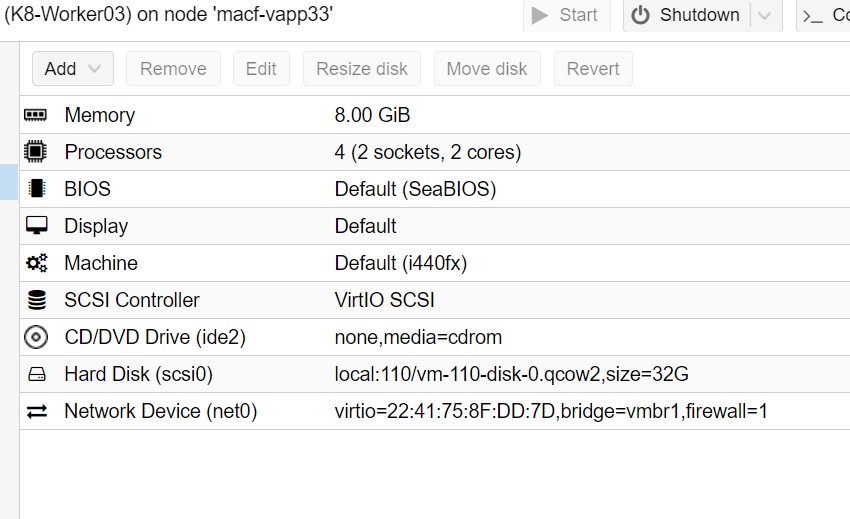 (K8-Worker03) on node 'macf-vapp33' Start Shutdown
Add Remove Edit Resize disk Move disk Revert
Memory 8.00 GiB
Processors 4 (2 sockets, 2 cores)
BIOS Default (SeaBIOS)
Display Default
Machine Default (i440fx)
SCSI Controller VirtIO SCSI
CD/DVD Drive (ide2) none,media=cdrom
Hard Disk (scsi0) local:110/vm-110-disk-0.qcow2,size=32G
Network Device (net0) virtio=22:41:75:8F:DD:7D,bridge=vmbr1,firewall=1